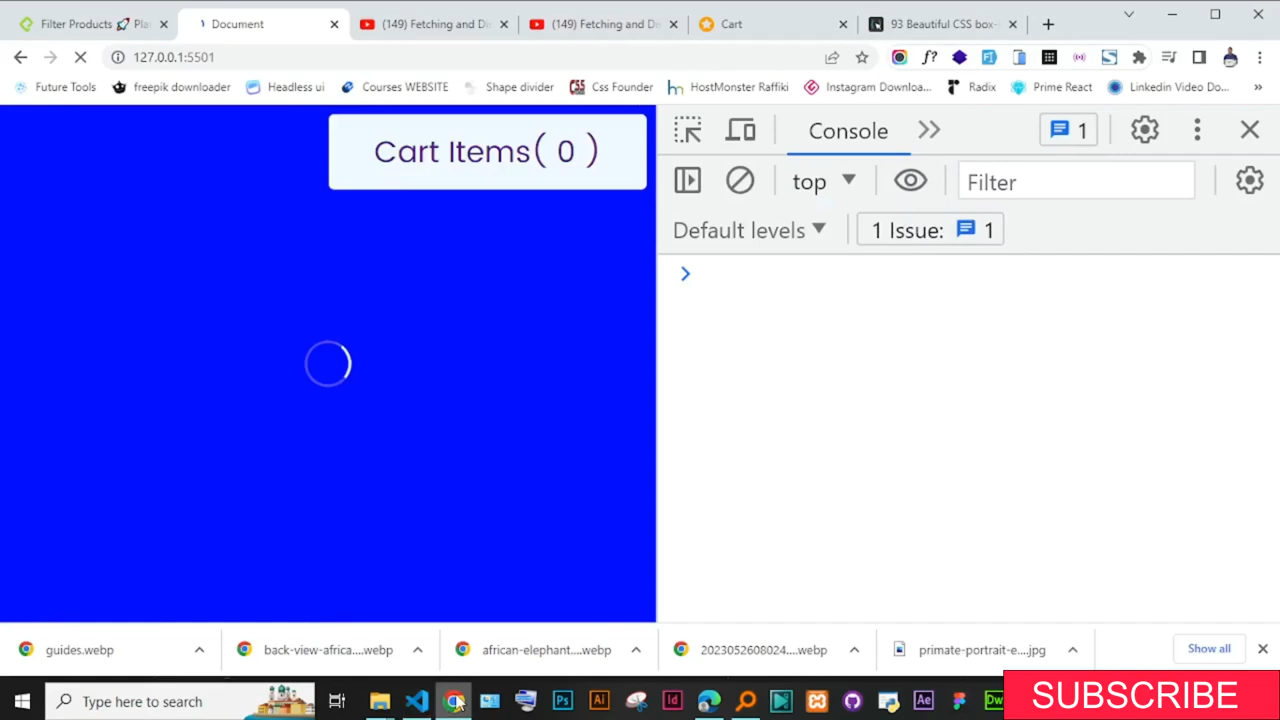 Filter Products 🚀 Pla
Document
(149) Fetching and Di
(149) Fetching and Di
Cart
93 Beautiful CSS box-
127.0.0.1:5501
Future Tools
freepik downloader
Headless ui
Courses WEBSITE
Shape divider
Css Founder
HostMonster Raffiki
Instagram Downloa...
Radix
Prime React
Linkedin Video Do...
»
Cart Items( 0 )
Console
1
top
Filter
Default levels
1 Issue: 1
guides.webp
back-view-africa....webp
african-elephant....webp
2023052608024....webp
primate-portrait-e....jpg
Show all
Type here to search
SUBSCRIBE